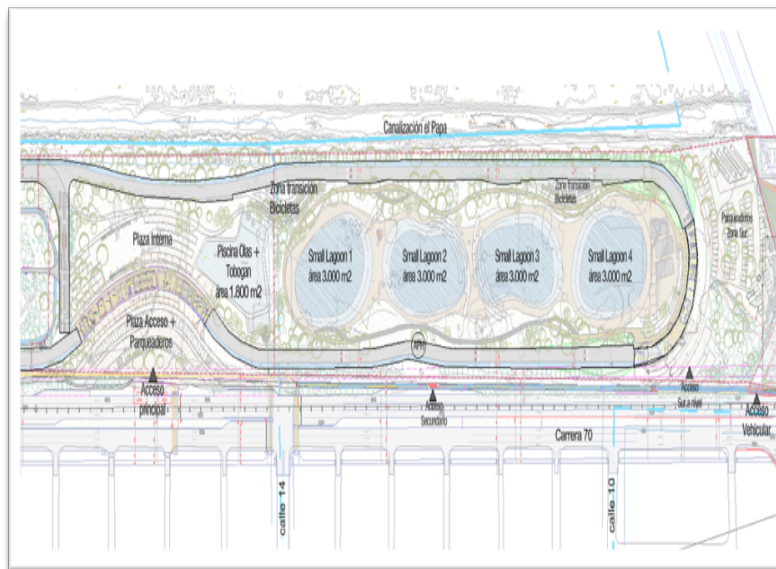 Canalización el Papa
Zona transición
Bicicletas
Zona transición
Bicicletas
Parqueaderos
Zona Sur
Plaza Interna
Piscina Olas +
Tobogan
área 1.800 m2
Small Lagoon 1
área 3.000 m2
Small Lagoon 2
área 3.000 m2
Small Lagoon 3
área 3.000 m2
Small Lagoon 4
área 3.000 m2
Plaza Acceso +
Parqueaderos
Acceso
principal
Acceso
Secundario
Acceso
Sur a nivel
Acceso
Vehicular
Carrera 70
calle 14
calle 10